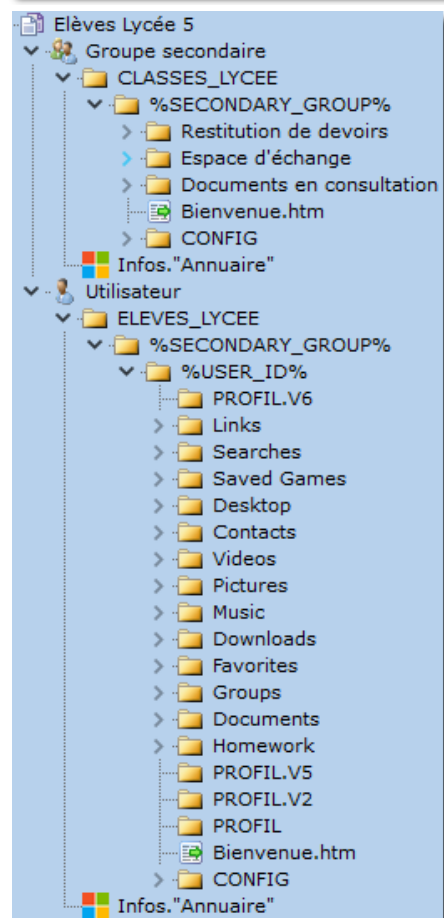 Elèves Lycée 5
Groupe secondaire
CLASSES_LYCEE
%SECONDARY_GROUP%
Restitution de devoirs
Espace d'échange
Documents en consultation
Bienvenue.htm
CONFIG
Infos."Annuaire"
Utilisateur
ELEVES_LYCEE
%SECONDARY_GROUP%
%USER_ID%
PROFIL.V6
Links
Searches
Saved Games
Desktop
Contacts
Videos
Pictures
Music
Downloads
Favorites
Groups
Documents
Homework
PROFIL.V5
PROFIL.V2
PROFIL
Bienvenue.htm
CONFIG
Infos."Annuaire"